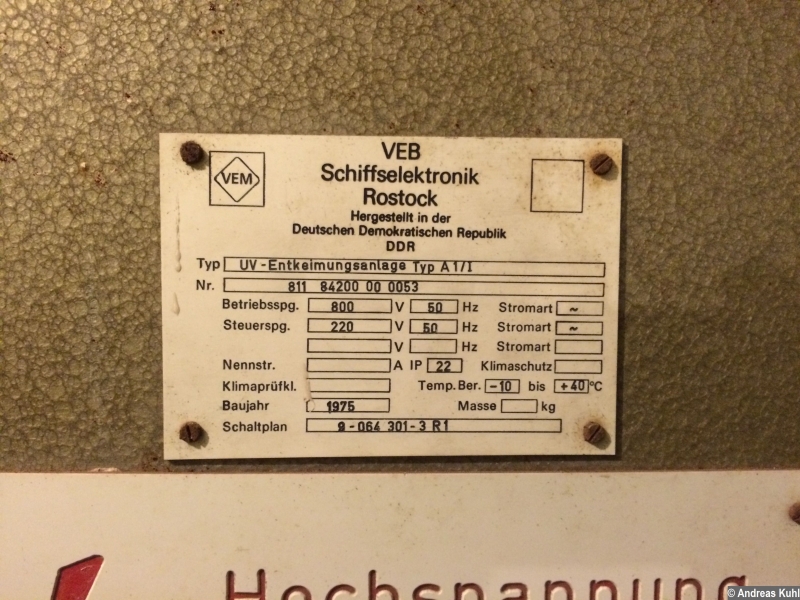 VEM
VEB
Schiffselektronik
Rostock
Hergestellt in der
Deutschen Demokratischen Republik
DDR
Typ UV-Entkeimungsanlage Typ A1/I
Nr. 811 84200 00 0053
Betriebsspg. 800 V 50 Hz Stromart ~
Steuerspg. 220 V 50 Hz Stromart ~
V Hz Stromart
Nennstr. A IP 22 Klimaschutz
Klimaprüfkl. Temp. Ber. -10 bis +40 °C
Baujahr 1975 Masse kg
Schaltplan 9-064 301-3 R1
Hochspannung
© Andreas Kuhl